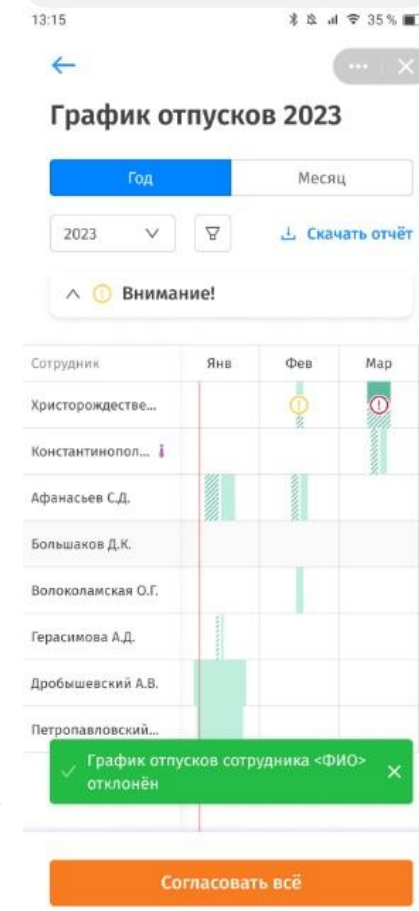 13:15
35 %
График отпусков 2023
Год Месяц
2023 Скачать отчёт
Внимание!
Сотрудник Янв Фев Мар
Христорождестве...
Константинопол...
Афанасьев С.Д.
Большаков Д.К.
Волоколамская О.Г.
Герасимова А.Д.
Дробышевский А.В.
Петропавловский...
График отпусков сотрудника <ФИО>
отклонён
Согласовать всё